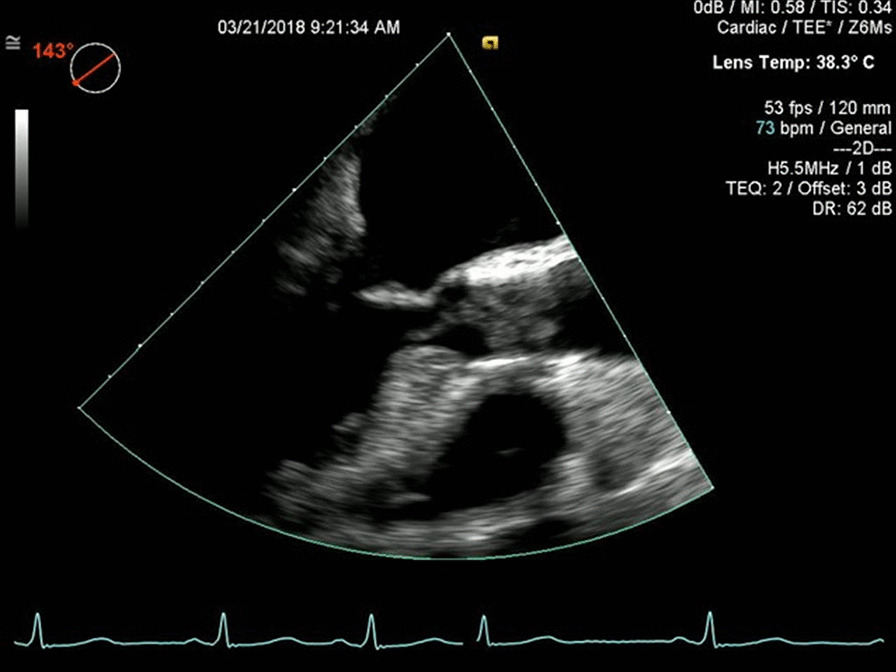 03/21/2018 9:21:34 AM
0dB / MI: 0.58 / TIS: 0.34
Cardiac / TEE* / Z6Ms
143°
Lens Temp: 38.3° C
53 fps / 120 mm
73 bpm / General
---2D---
H5.5MHz / 1 dB
TEQ: 2 / Offset: 3 dB
DR: 62 dB